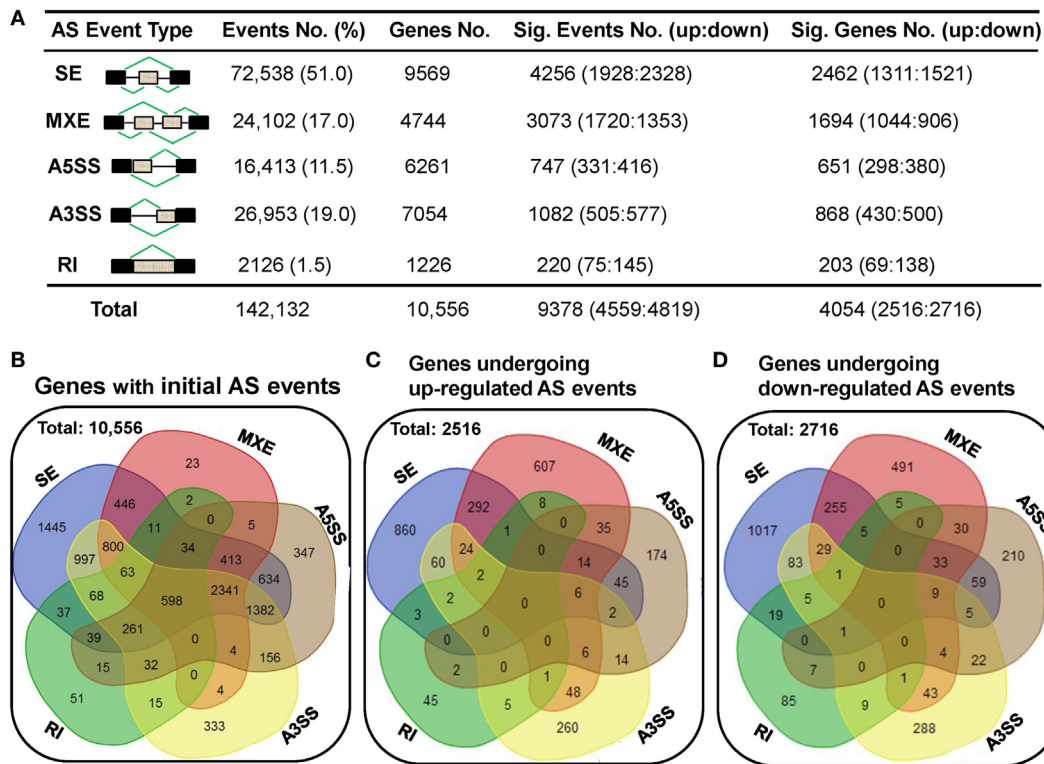 A
AS Event Type Events No. (%) Genes No. Sig. Events No. (up:down) Sig. Genes No. (up:down)
SE 72,538 (51.0) 9569 4256 (1928:2328) 2462 (1311:1521)
MXE 24,102 (17.0) 4744 3073 (1720:1353) 1694 (1044:906)
A5SS 16,413 (11.5) 6261 747 (331:416) 651 (298:380)
A3SS 26,953 (19.0) 7054 1082 (505:577) 868 (430:500)
RI 2126 (1.5) 1226 220 (75:145) 203 (69:138)
Total 142,132 10,556 9378 (4559:4819) 4054 (2516:2716)
B
Genes with initial AS events
Total: 10,556
MXE
SE
23
446
2
11
0
5
A5SS
1445
34
347
997
800
413
634
63
68
598
2341
1382
37
39
261
0
4
156
15
32
0
4
51
15
333
RI
A3SS
C
Genes undergoing
up-regulated AS events
Total: 2516
MXE
SE
607
292
8
1
0
35
A5SS
860
0
174
60
24
14
45
2
2
0
6
2
3
0
0
0
6
14
2
0
1
48
45
5
260
RI
A3SS
D
Genes undergoing
down-regulated AS events
Total: 2716
MXE
SE
491
255
5
5
0
30
A5SS
1017
0
210
83
29
33
59
1
5
0
9
5
19
0
1
0
4
22
7
0
1
43
85
9
288
RI
A3SS